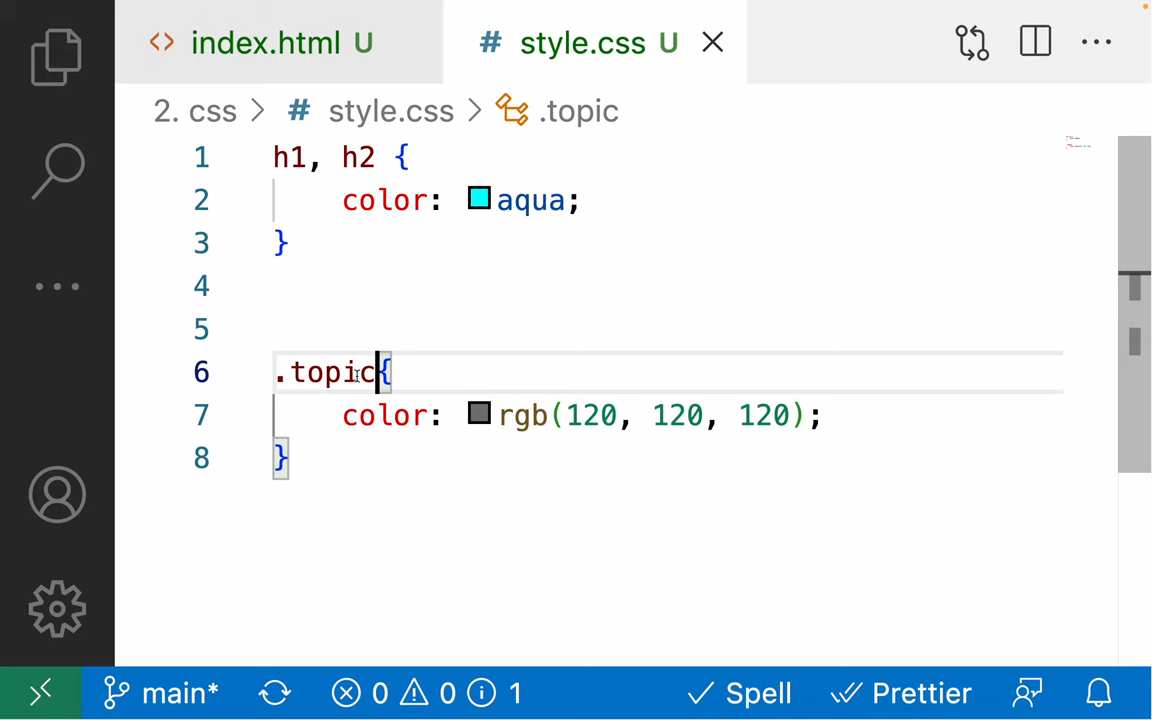 index.html U style.css U
2. css > # style.css > .topic
1 h1, h2 {
2 color: aqua;
3 }
4
5
6 .topic{
7 color: rgb(120, 120, 120);
8 }
main* 0 0 1 Spell Prettier